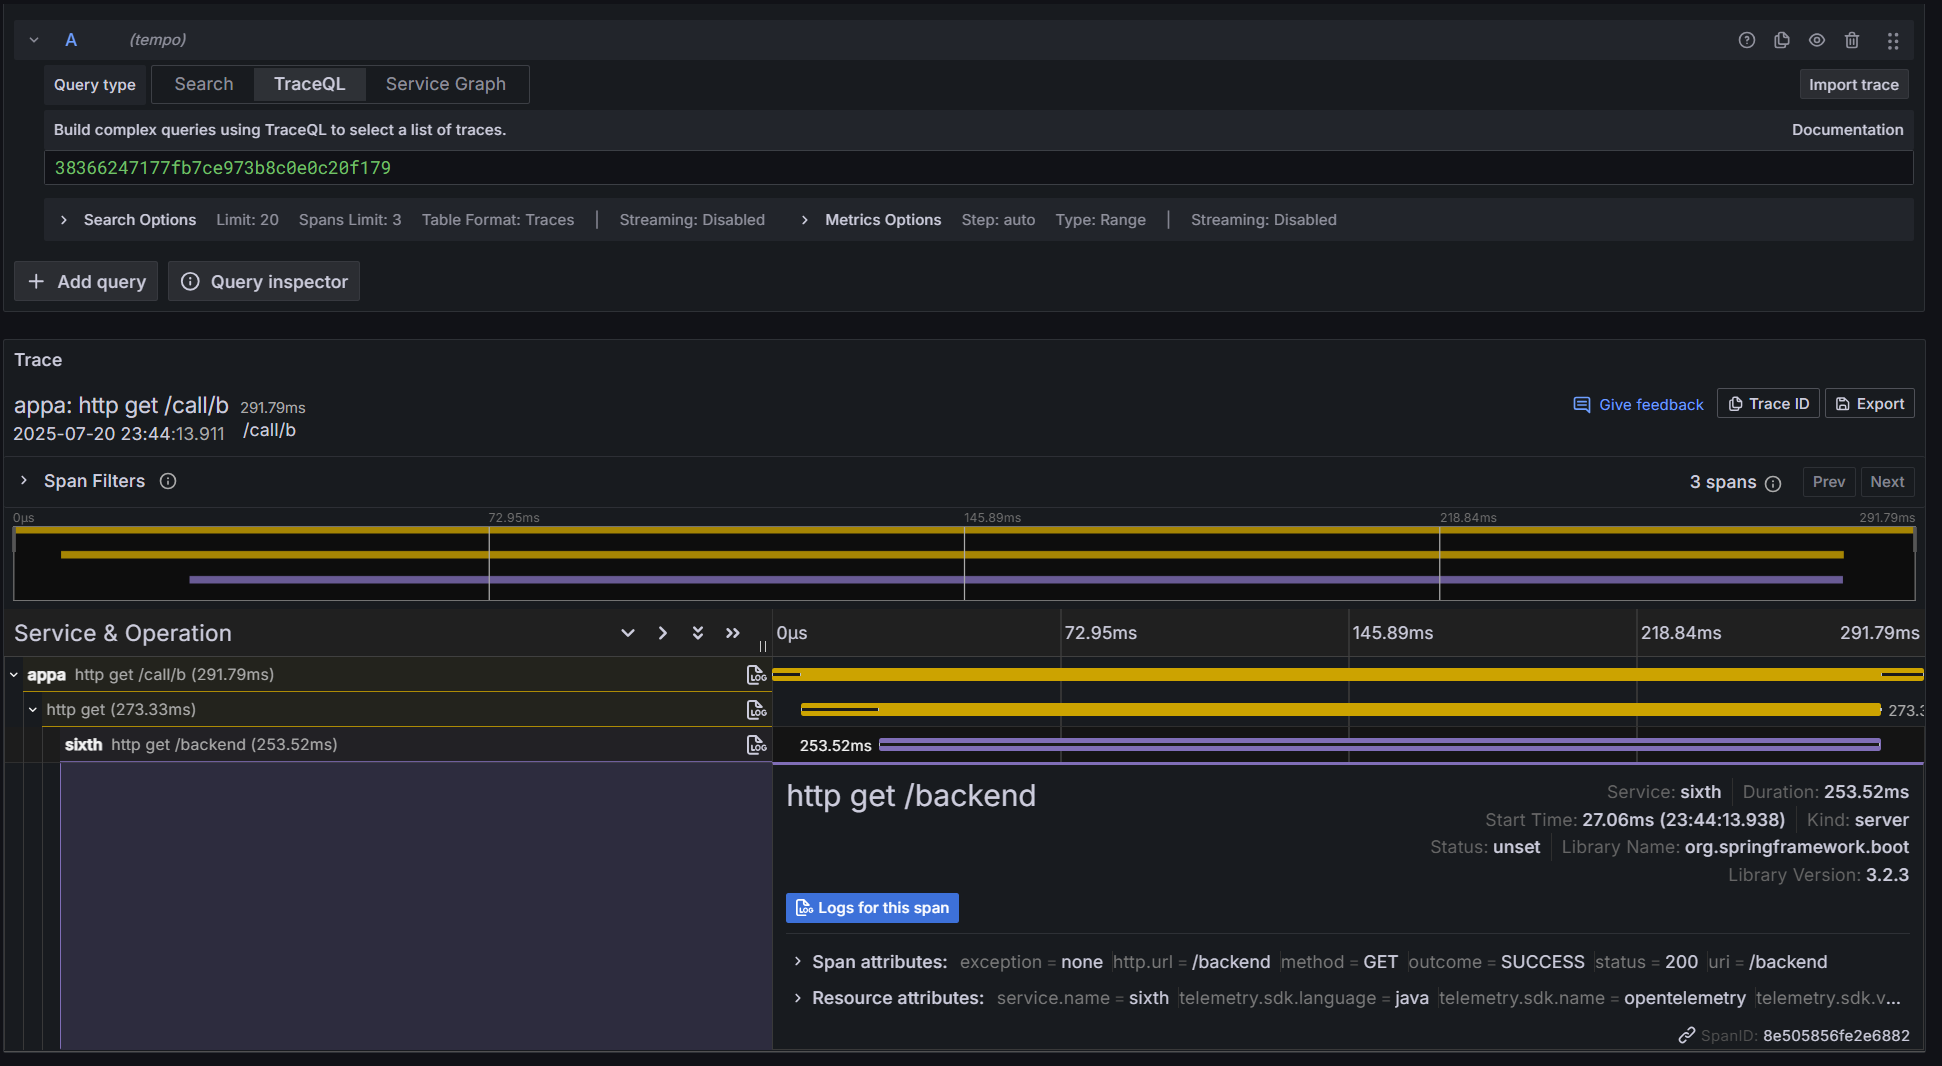 A (tempo)
Query type Search TraceQL Service Graph Import trace
Build complex queries using TraceQL to select a list of traces. Documentation
38366247177fb7ce973b8c0e0c20f179
Search Options Limit: 20 Spans Limit: 3 Table Format: Traces | Streaming: Disabled Metrics Options Step: auto Type: Range | Streaming: Disabled
Add query Query inspector
Trace
appa: http get /call/b 291.79ms Give feedback Trace ID Export
2025-07-20 23:44:13.911 /call/b
Span Filters 3 spans Prev Next
0μs 72.95ms 145.89ms 218.84ms 291.79ms
Service & Operation 0μs 72.95ms 145.89ms 218.84ms 291.79ms
appa http get /call/b (291.79ms) LOG
http get (273.33ms) LOG 273.3
sixth http get /backend (253.52ms) LOG 253.52ms
http get /backend Service: sixth Duration: 253.52ms
Start Time: 27.06ms (23:44:13.938) Kind: server
Status: unset Library Name: org.springframework.boot
Library Version: 3.2.3
LOG Logs for this span
Span attributes: exception = none http.url = /backend method = GET outcome = SUCCESS status = 200 uri = /backend
Resource attributes: service.name = sixth telemetry.sdk.language = java telemetry.sdk.name = opentelemetry telemetry.sdk.v...
SpanID: 8e505856fe2e6882